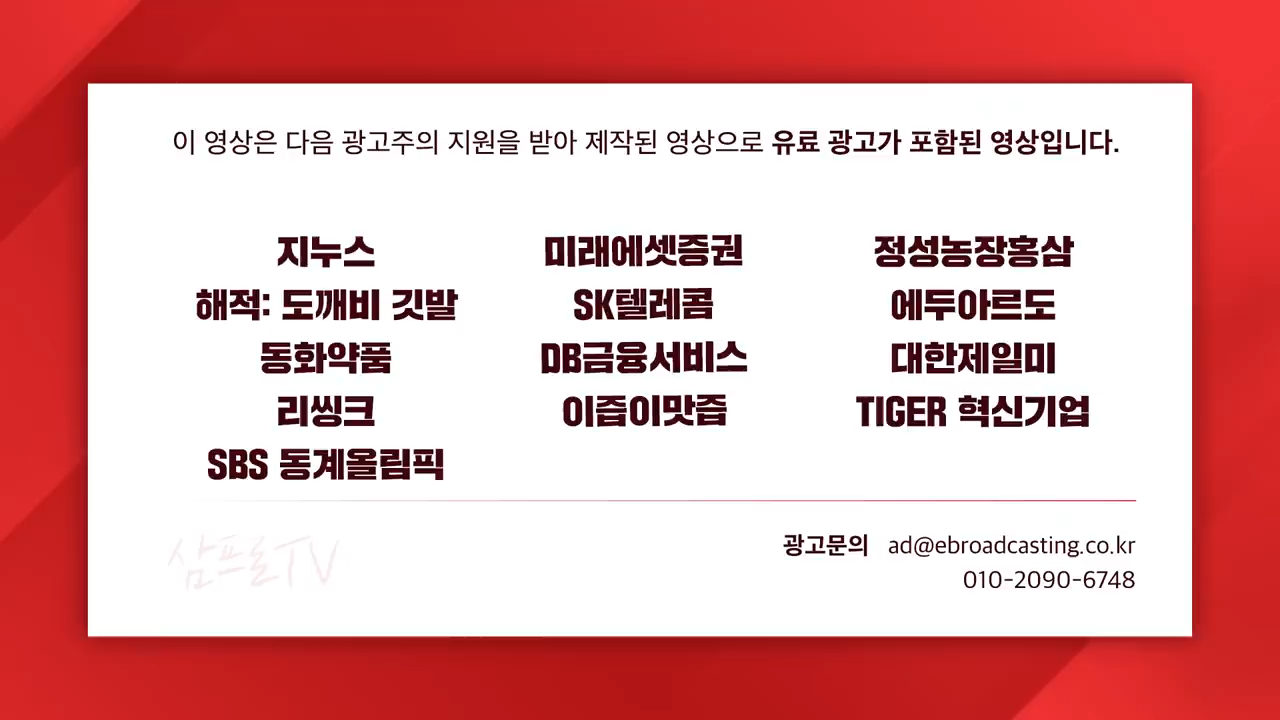 이 영상은 다음 광고주의 지원을 받아 제작된 영상으로 유료 광고가 포함된 영상입니다.
지누스 미래에셋증권 정성농장홍삼
해적: 도깨비 깃발 SK텔레콤 에두아르도
동화약품 DB금융서비스 대한제일미
리씽크 이즙이맛즙 TIGER 혁신기업
SBS 동계올림픽
삼프로TV
광고문의 ad@ebroadcasting.co.kr
010-2090-6748